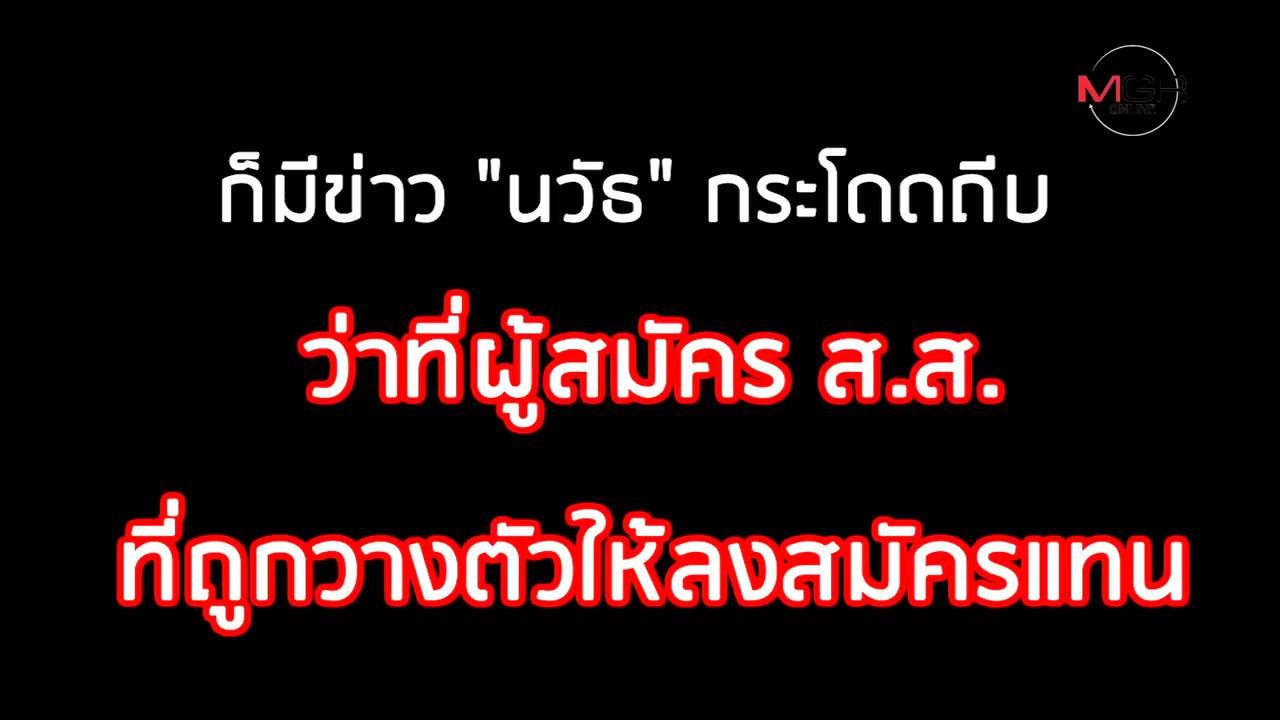 MGR
ONLINE
ก็มีข่าว "นวัธ" กระโดดถีบ
ว่าที่ผู้สมัคร ส.ส.
ที่ถูกวางตัวให้ลงสมัครแทน